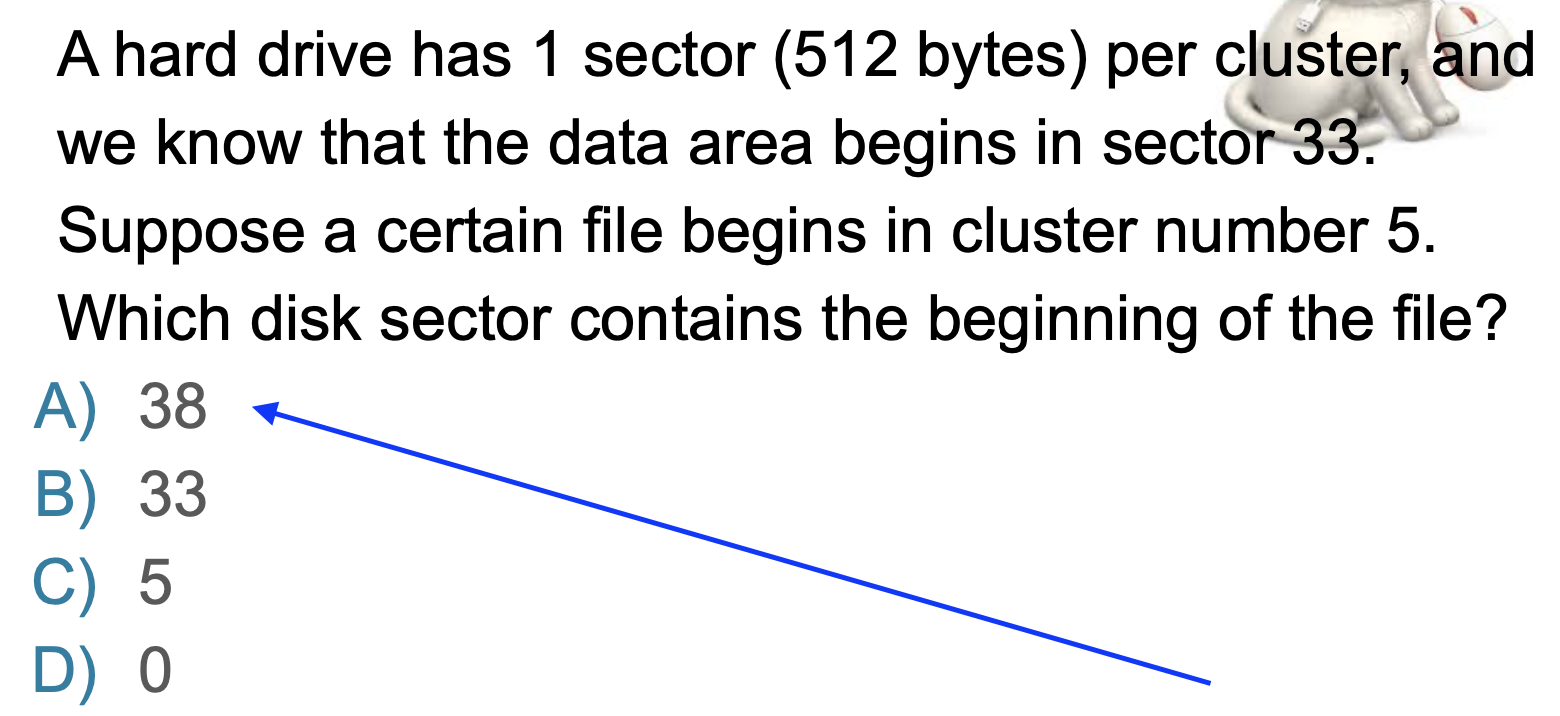 A hard drive has 1 sector (512 bytes) per cluster, and
we know that the data area begins in sector 33.
Suppose a certain file begins in cluster number 5.
Which disk sector contains the beginning of the file?
A) 38
B) 33
C) 5
D) 0